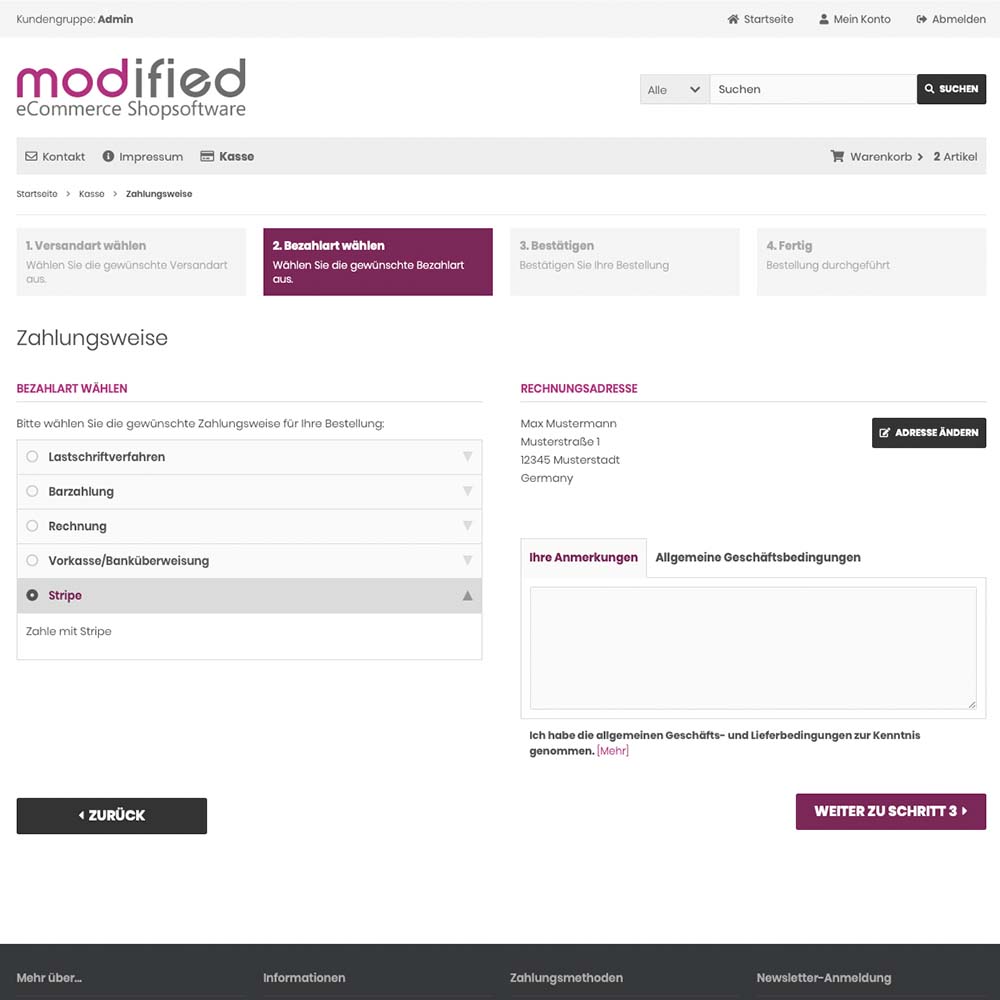 Kundengruppe: Admin
Startseite
Mein Konto
Abmelden
modified
eCommerce Shopsoftware
Alle
Suchen
SUCHEN
Kontakt
Impressum
Kasse
Warenkorb
2 Artikel
Startseite > Kasse > Zahlungsweise
1. Versandart wählen
Wählen Sie die gewünschte Versandart
aus.
2. Bezahlart wählen
Wählen Sie die gewünschte Bezahlart
aus.
3. Bestätigen
Bestätigen Sie Ihre Bestellung
4. Fertig
Bestellung durchgeführt
Zahlungsweise
BEZAHLART WÄHLEN
Bitte wählen Sie die gewünschte Zahlungsweise für Ihre Bestellung:
Lastschriftverfahren
Barzahlung
Rechnung
Vorkasse/Banküberweisung
Stripe
Zahle mit Stripe
RECHNUNGSADRESSE
Max Mustermann
Musterstraße 1
12345 Musterstadt
Germany
ADRESSE ÄNDERN
Ihre Anmerkungen
Allgemeine Geschäftsbedingungen
Ich habe die allgemeinen Geschäfts- und Lieferbedingungen zur Kenntnis
genommen. [Mehr]
ZURÜCK
WEITER ZU SCHRITT 3
Mehr über...
Informationen
Zahlungsmethoden
Newsletter-Anmeldung